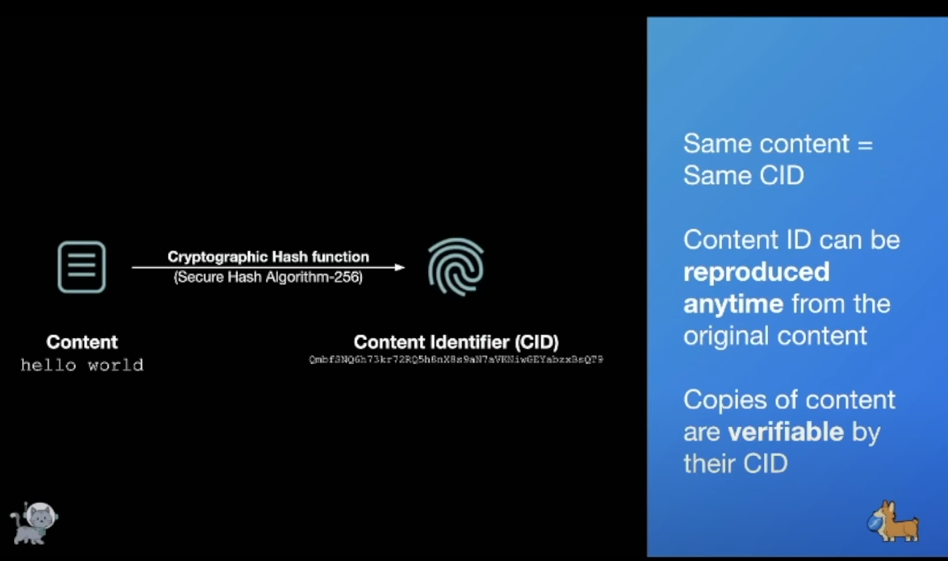 Cryptographic Hash function
(Secure Hash Algorithm-256)
Content
hello world
Content Identifier (CID)
Same content =
Same CID
Content ID can be
reproduced
anytime from the
original content
Copies of content
are verifiable by
their CID